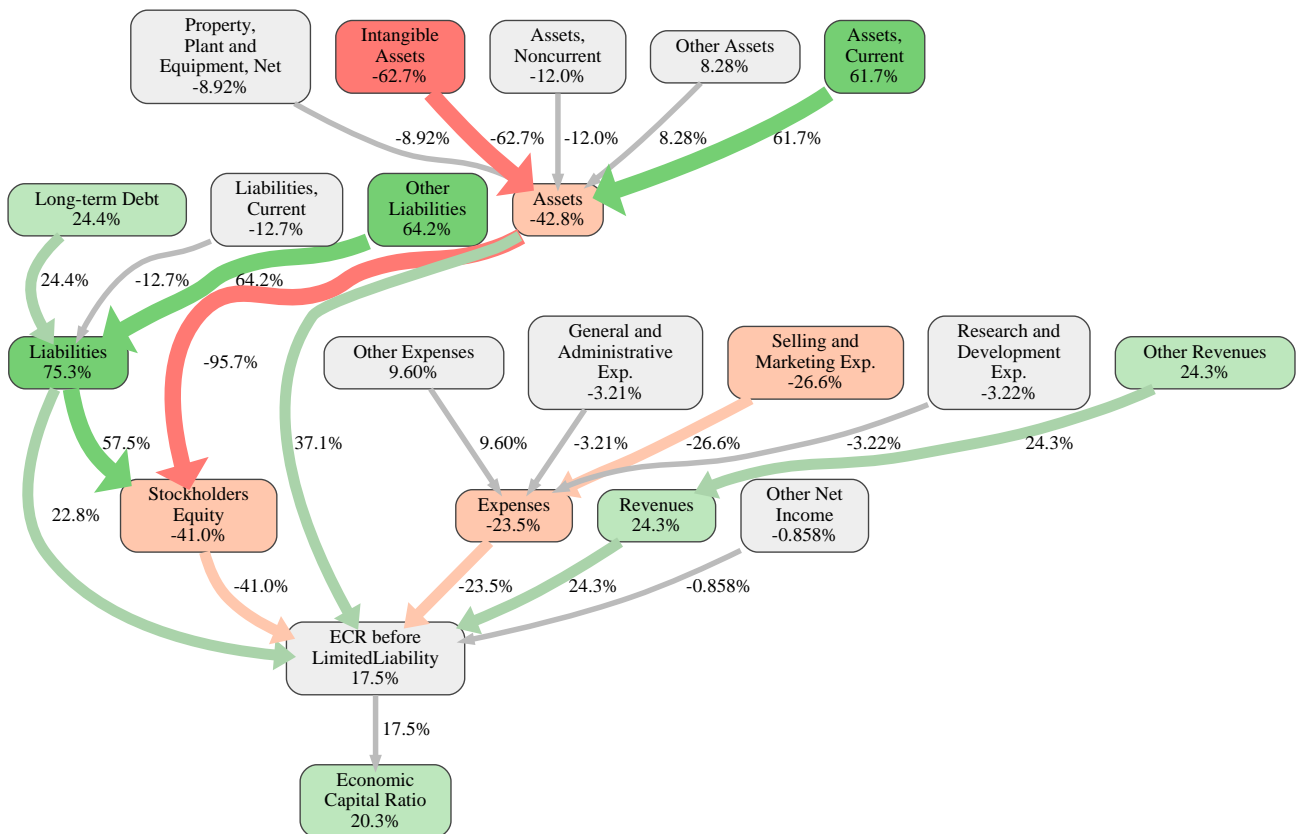 Property,
Plant and
Equipment, Net
-8.92%
Intangible
Assets
-62.7%
Assets,
Noncurrent
-12.0%
Other Assets
8.28%
Assets,
Current
61.7%
-8.92%
-62.7%
-12.0%
8.28%
61.7%
Long-term Debt
24.4%
Liabilities,
Current
-12.7%
Other
Liabilities
64.2%
Assets
-42.8%
24.4%
-12.7%
64.2%
Liabilities
75.3%
-95.7%
Other Expenses
9.60%
General and
Administrative
Exp.
-3.21%
Selling and
Marketing Exp.
-26.6%
Research and
Development
Exp.
-3.22%
Other Revenues
24.3%
57.5%
37.1%
9.60%
-3.21%
-26.6%
-3.22%
24.3%
22.8%
Stockholders
Equity
-41.0%
Expenses
-23.5%
Revenues
24.3%
Other Net
Income
-0.858%
-41.0%
-23.5%
24.3%
-0.858%
ECR before
LimitedLiability
17.5%
17.5%
Economic
Capital Ratio
20.3%